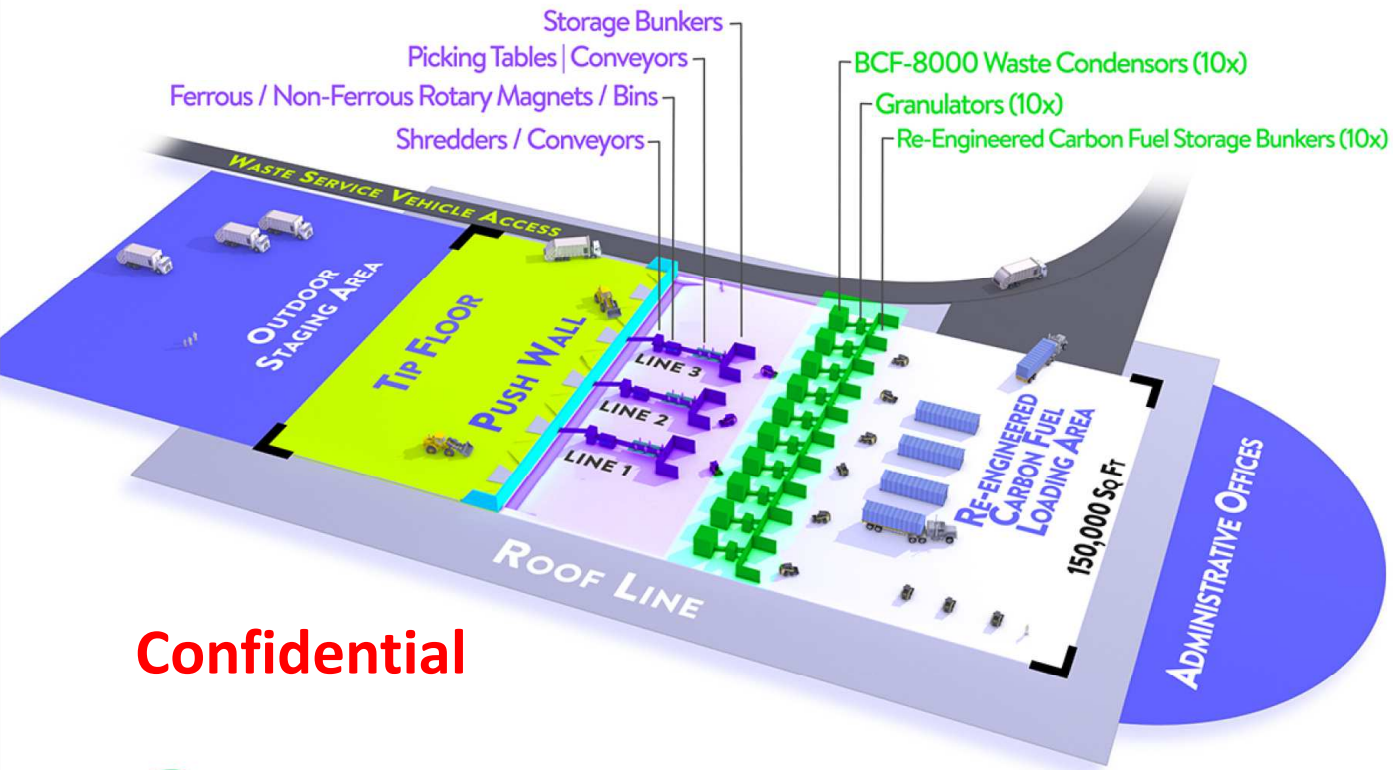 Storage Bunkers
Picking Tables | Conveyors
Ferrous / Non-Ferrous Rotary Magnets / Bins
Shredders / Conveyors
BCF-8000 Waste Condensors (10x)
Granulators (10x)
Re-Engineered Carbon Fuel Storage Bunkers (10x)
WASTE SERVICE VEHICLE ACCESS
OUTDOOR
STAGING AREA
TIP FLOOR
PUSH WALL
LINE 3
LINE 2
LINE 1
RE-ENGINEERED
CARBON FUEL
LOADING AREA
150,000 SQ FT
ADMINISTRATIVE OFFICES
ROOF LINE
Confidential